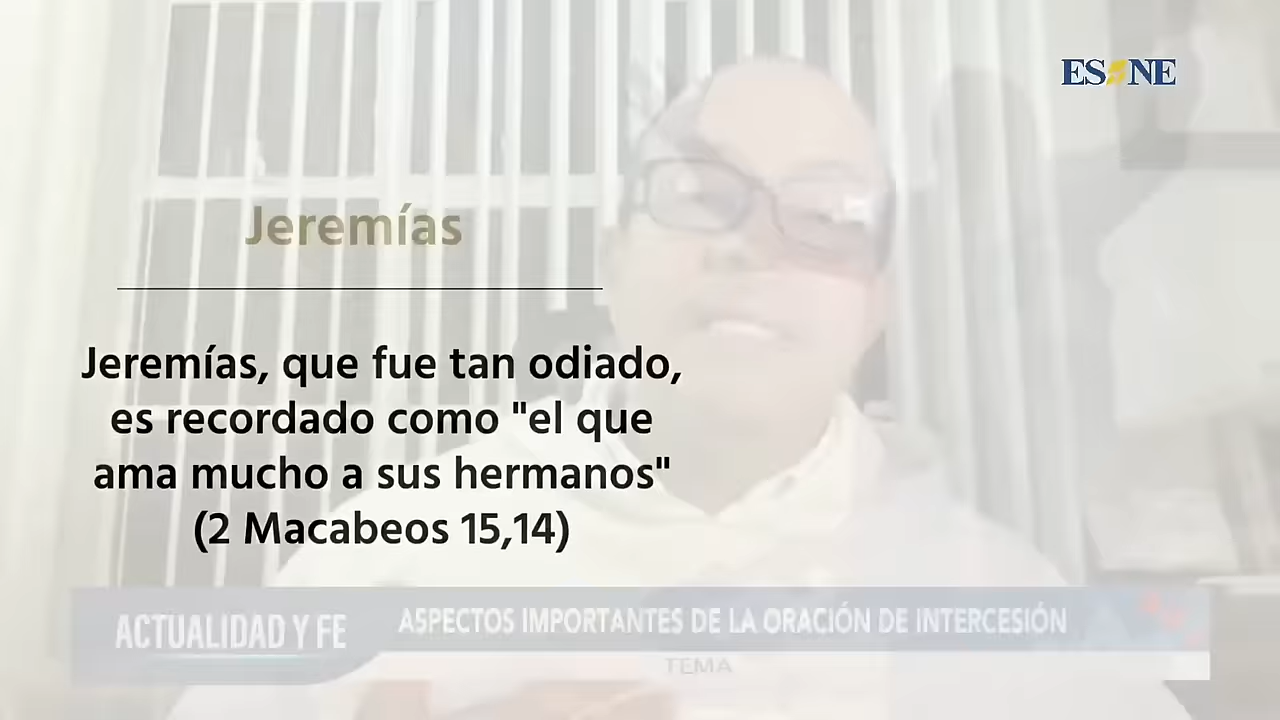 ESNE
Jeremías
Jeremías, que fue tan odiado,
es recordado como "el que
ama mucho a sus hermanos"
(2 Macabeos 15,14)
ACTUALIDAD Y FE
ASPECTOS IMPORTANTES DE LA ORACIÓN DE INTERCESIÓN
TEMA